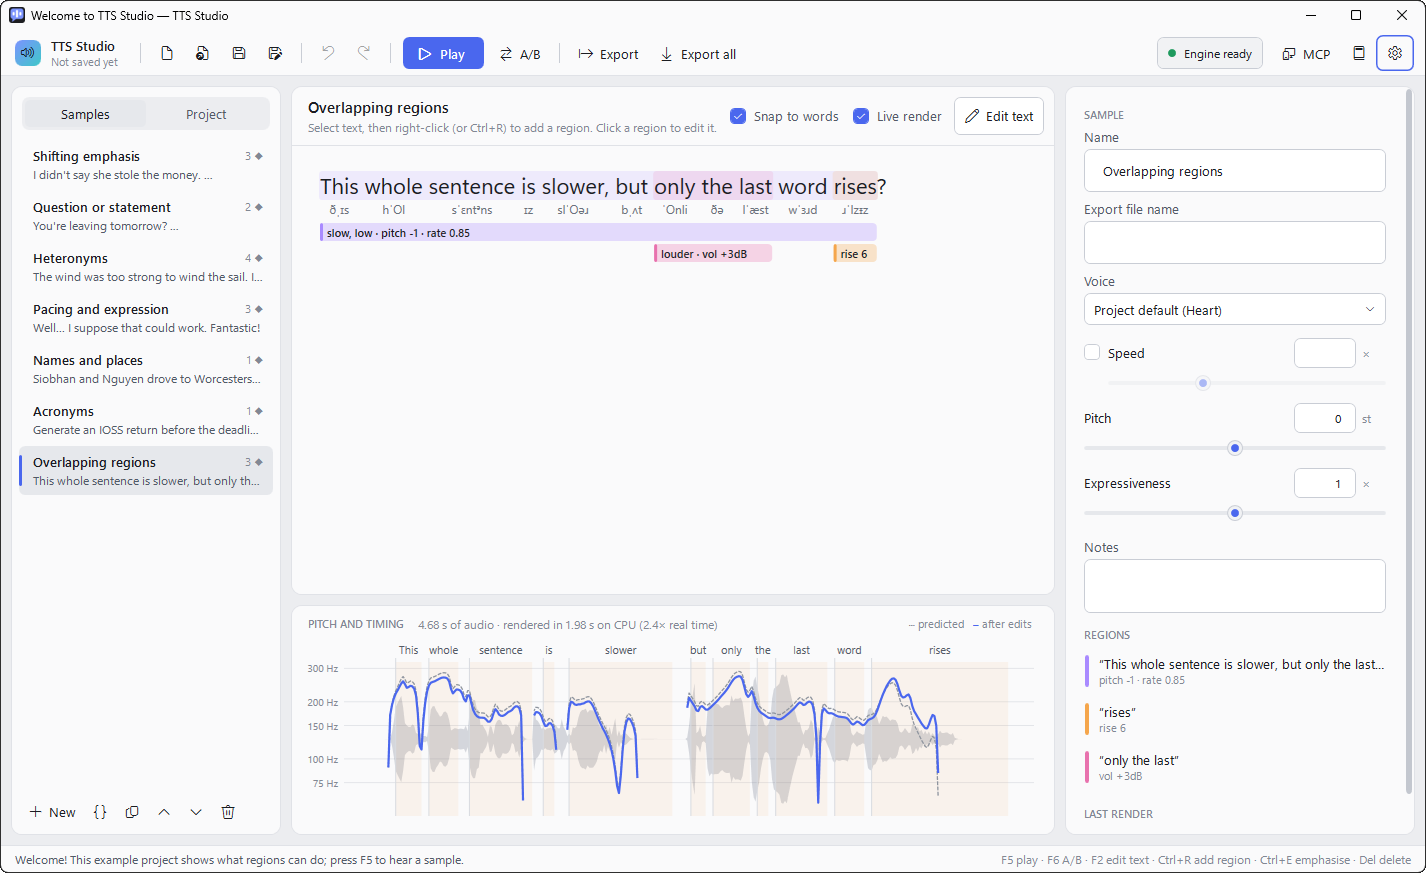 Welcome to TTS Studio — TTS Studio
TTS Studio
Not saved yet
Play
A/B
Export
Export all
Engine ready
MCP
Samples
Project
Shifting emphasis
3 ◆
I didn't say she stole the money. ...
Question or statement
2 ◆
You're leaving tomorrow? ...
Heteronyms
4 ◆
The wind was too strong to wind the sail. I...
Pacing and expression
3 ◆
Well... I suppose that could work. Fantastic!
Names and places
1 ◆
Siobhan and Nguyen drove to Worcesters...
Acronyms
1 ◆
Generate an IOSS return before the deadli...
Overlapping regions
3 ◆
This whole sentence is slower, but only th...
New
{}
Overlapping regions
Select text, then right-click (or Ctrl+R) to add a region. Click a region to edit it.
Snap to words
Live render
Edit text
This whole sentence is slower, but only the last word rises?
ð ̩ɪs hˈOl sˈɛntᵊns ɪz slˈOəɹ b ̩ʌt ˈOnli ðə lˈæst wˈɜɹd ɹˈIzᵻz
slow, low · pitch -1 · rate 0.85
louder · vol +3dB
rise 6
PITCH AND TIMING
4.68 s of audio · rendered in 1.98 s on CPU (2.4× real time)
-- predicted
– after edits
This whole sentence is slower but only the last word rises
300 Hz
200 Hz
150 Hz
100 Hz
75 Hz
SAMPLE
Name
Overlapping regions
Export file name
Voice
Project default (Heart)
Speed
×
Pitch
0
st
Expressiveness
1
×
Notes
REGIONS
“This whole sentence is slower, but only the last...
pitch -1 · rate 0.85
“rises”
rise 6
“only the last”
vol +3dB
LAST RENDER
Welcome! This example project shows what regions can do; press F5 to hear a sample.
F5 play · F6 A/B · F2 edit text · Ctrl+R add region · Ctrl+E emphasise · Del delete